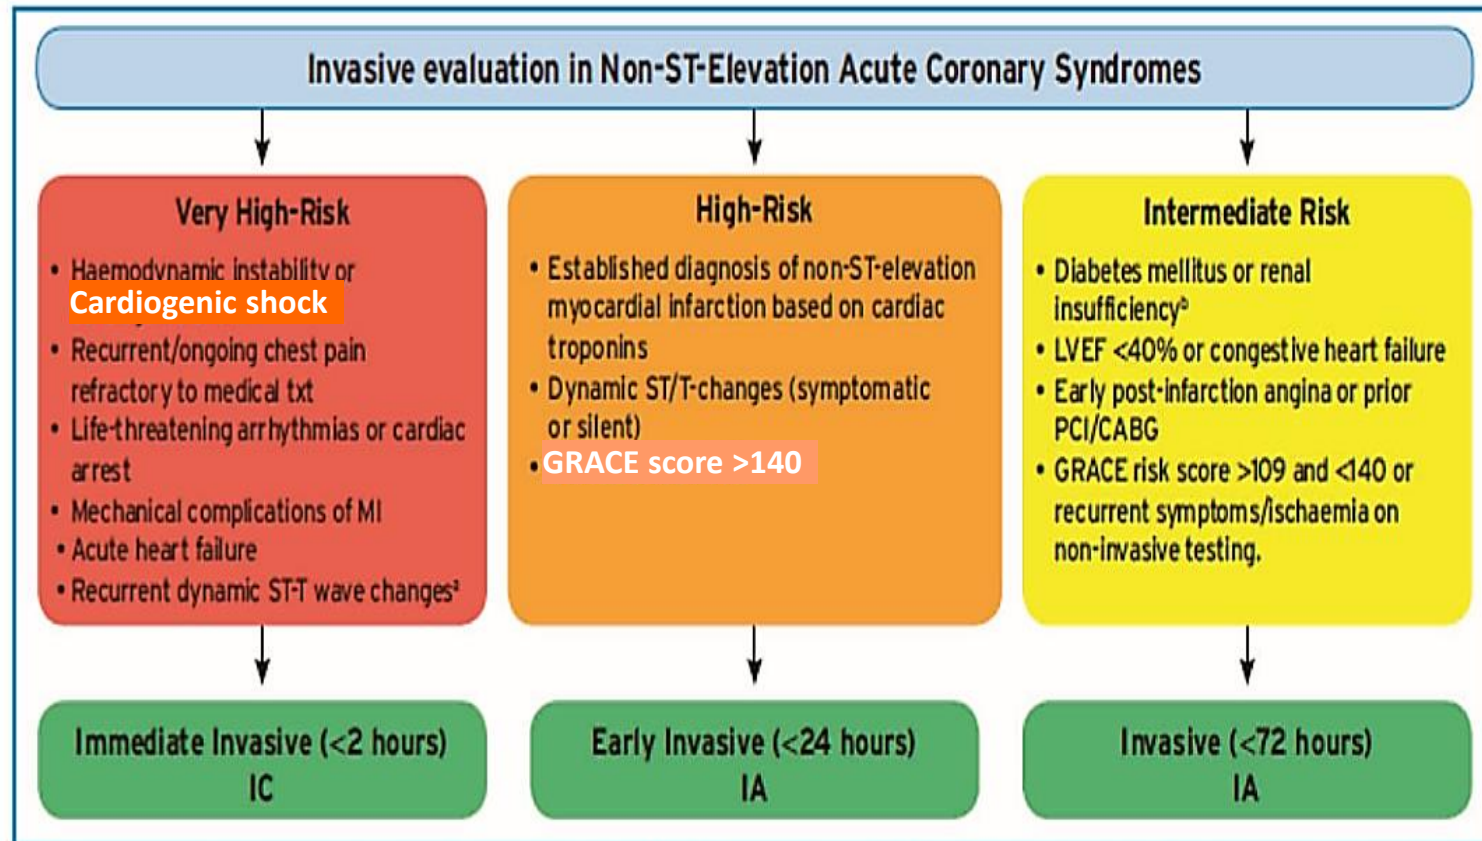 Invasive evaluation in Non-ST-Elevation Acute Coronary Syndromes
Very High-Risk
• Haemodynamic instability or
Cardiogenic shock
• Recurrent/ongoing chest pain
refractory to medical txt
• Life-threatening arrhythmias or cardiac
arrest
• Mechanical complications of MI
• Acute heart failure
• Recurrent dynamic ST-T wave changesª
Immediate Invasive (<2 hours)
IC
High-Risk
• Established diagnosis of non-ST-elevation
myocardial infarction based on cardiac
troponins
• Dynamic ST/T-changes (symptomatic
or silent)
• GRACE score >140
Early Invasive (<24 hours)
IA
Intermediate Risk
• Diabetes mellitus or renal
insufficiencyᵇ
• LVEF <40% or congestive heart failure
• Early post-infarction angina or prior
PCI/CABG
• GRACE risk score >109 and <140 or
recurrent symptoms/ischaemia on
non-invasive testing.
Invasive (<72 hours)
IA